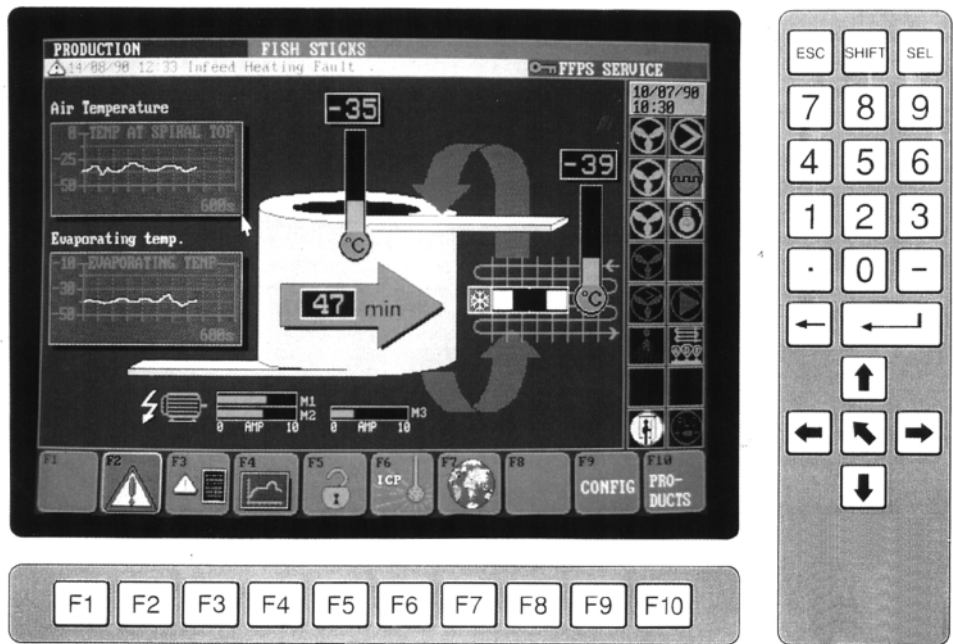 PRODUCTION FISH STICKS
14/08/90 12 33 Infeed Heating Fault
FFPS SERVICE
10/07/90
10:30
Air Temperature
0 TEMP AT SPIRAL TOP
-25
50
600s
-35
°C
-39
°C
Evaporating temp.
-10 EVAPORATING TEMP
-30
50
600s
47 min
M1
M2
0 AMP 10
M3
0 AMP 10
F1
F2
F3
F4
F5
F6
ICP
F7
F8
F9
CONFIG
F10
PRO-
DUCTS
F1 F2 F3 F4 F5 F6 F7 F8 F9 F10
ESC SHIFT SEL
7 8 9
4 5 6
1 2 3
. 0 -